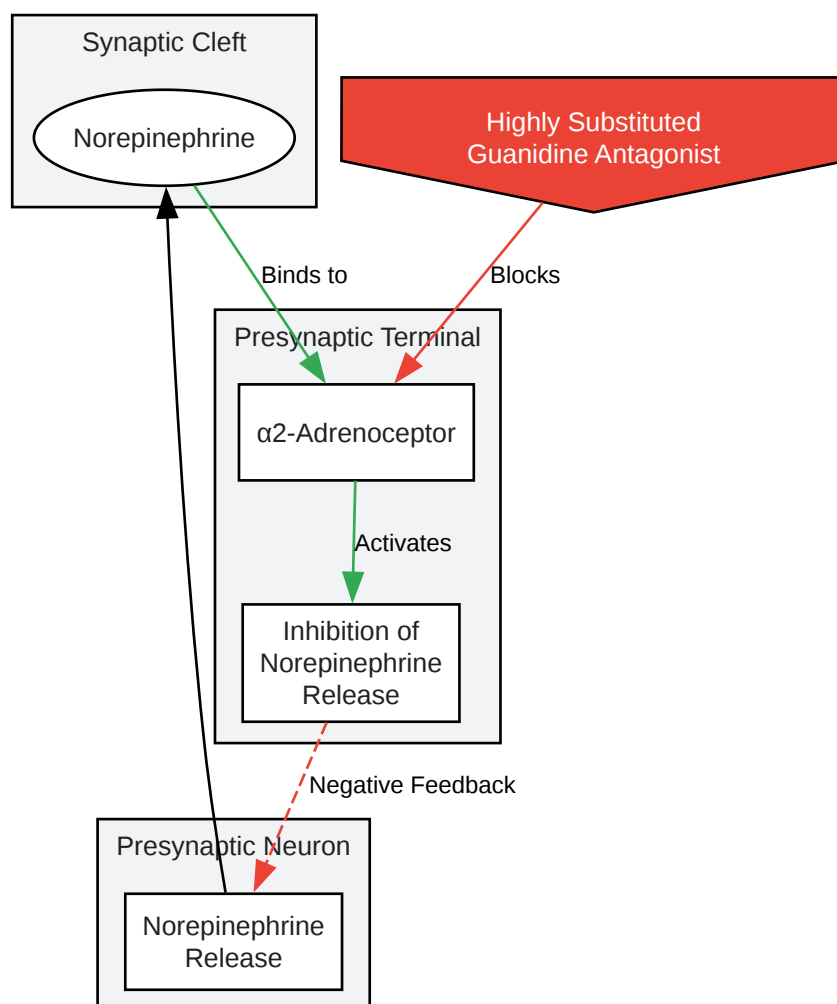 Synaptic Cleft
Norepinephrine
Highly Substituted
Guanidine Antagonist
Binds to
Blocks
Presynaptic Terminal
α2-Adrenoceptor
Activates
Inhibition of
Norepinephrine
Release
Negative Feedback
Presynaptic Neuron
Norepinephrine
Release